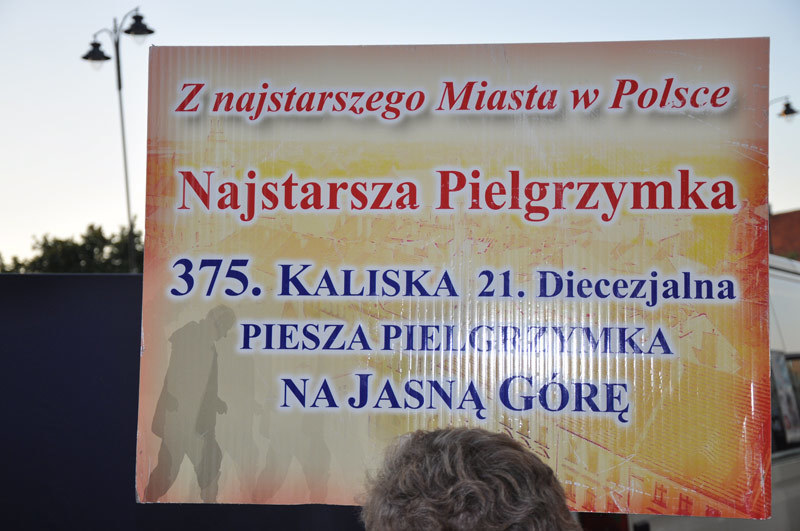 Z najstarszego Miasta w Polsce
Najstarsza Pielgrzymka
375. KALISKA 21. Diecezjalna
PIESZA PIELGRZYMKA
NA JASNĄ GÓRĘ